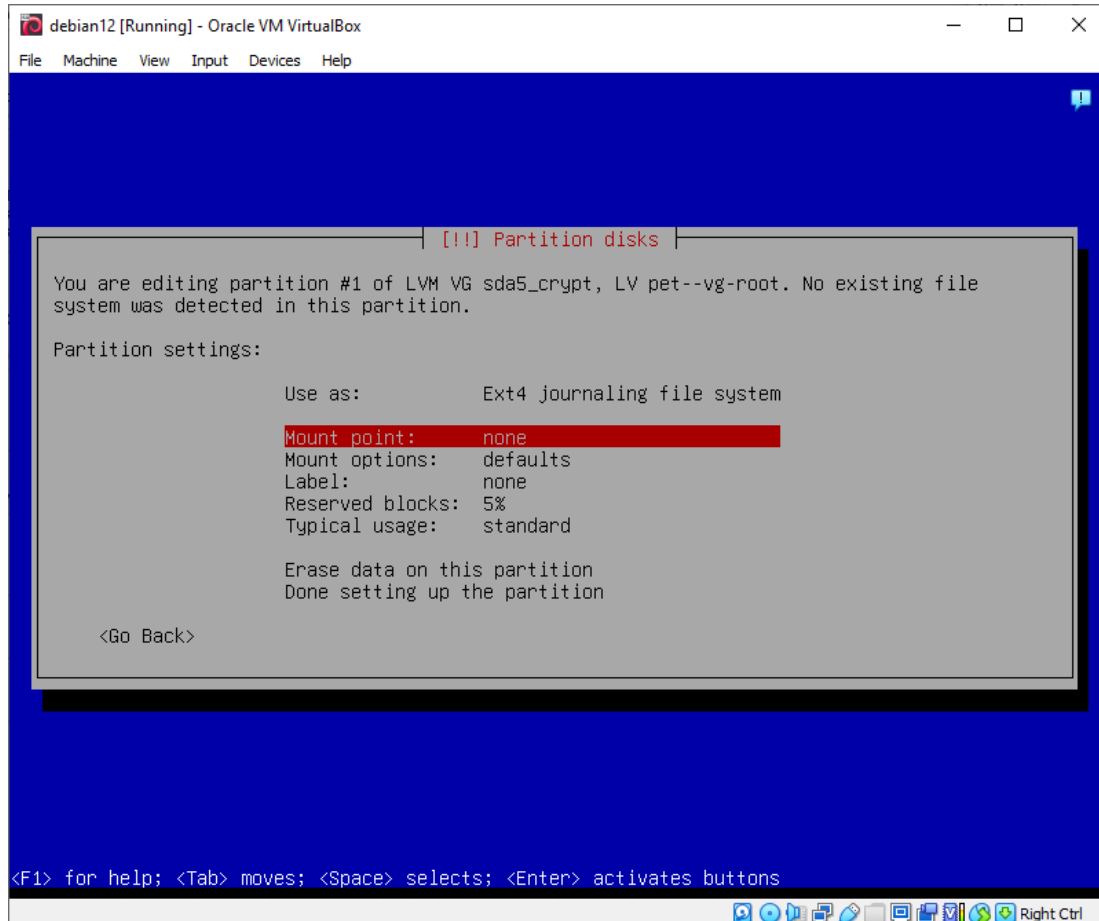 debian12 [Running] - Oracle VM VirtualBox
File Machine View Input Devices Help
[!!] Partition disks
You are editing partition #1 of LVM VG sda5_crypt, LV pet--vg-root. No existing file
system was detected in this partition.
Partition settings:
Use as: Ext4 journaling file system
Mount point: none
Mount options: defaults
Label: none
Reserved blocks: 5%
Typical usage: standard
Erase data on this partition
Done setting up the partition
<Go Back>
<F1> for help; <Tab> moves; <Space> selects; <Enter> activates buttons
Right Ctrl